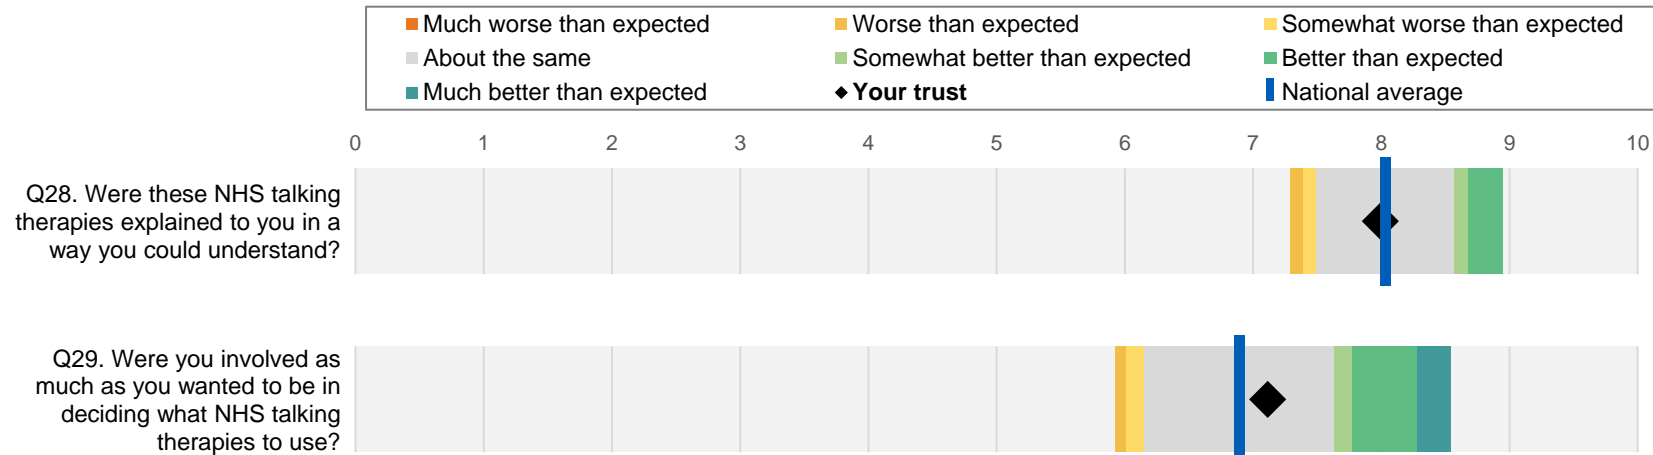 Much worse than expected
Worse than expected
Somewhat worse than expected
About the same
Somewhat better than expected
Better than expected
Much better than expected
Your trust
National average
0 1 2 3 4 5 6 7 8 9 10
Q28. Were these NHS talking
therapies explained to you in a
way you could understand?
Q29. Were you involved as
much as you wanted to be in
deciding what NHS talking
therapies to use?